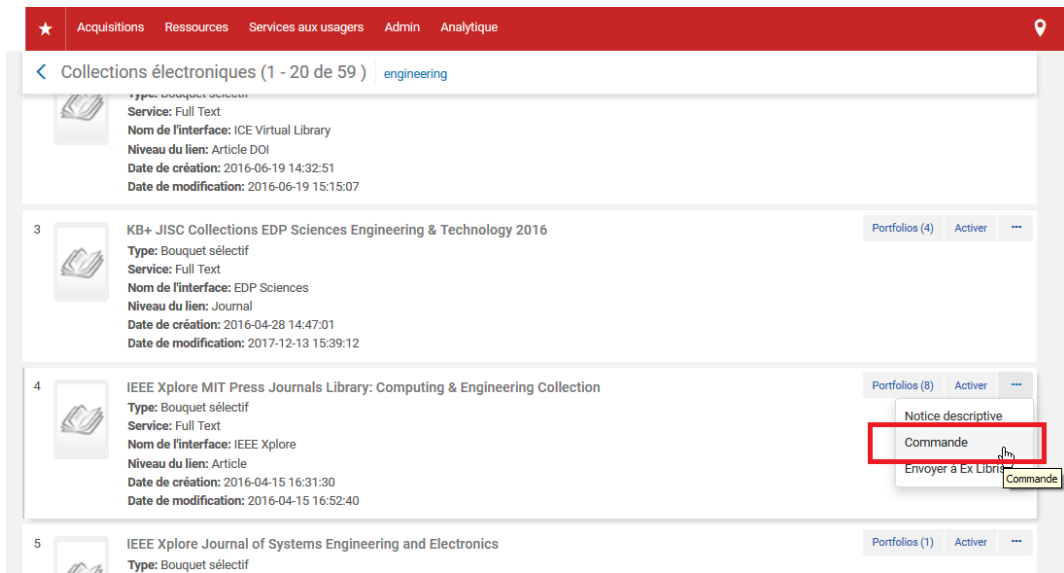 Acquisitions Ressources Services aux usagers Admin Analytique
Collections électroniques (1 - 20 de 59 ) engineering
Type: Bouquet sélectif
Service: Full Text
Nom de l'interface: ICE Virtual Library
Niveau du lien: Article DOI
Date de création: 2016-06-19 14:32:51
Date de modification: 2016-06-19 15:15:07
3 KB+ JISC Collections EDP Sciences Engineering & Technology 2016 Portfolios (4) Activer
Type: Bouquet sélectif
Service: Full Text
Nom de l'interface: EDP Sciences
Niveau du lien: Journal
Date de création: 2016-04-28 14:47:01
Date de modification: 2017-12-13 15:39:12
4 IEEE Xplore MIT Press Journals Library: Computing & Engineering Collection Portfolios (8) Activer
Type: Bouquet sélectif
Service: Full Text
Nom de l'interface: IEEE Xplore
Niveau du lien: Article
Date de création: 2016-04-15 16:31:30
Date de modification: 2016-04-15 16:52:40
Notice descriptive
Commande
Envoyer à Ex Libris
Commande
5 IEEE Xplore Journal of Systems Engineering and Electronics Portfolios (1) Activer
Type: Bouquet sélectif